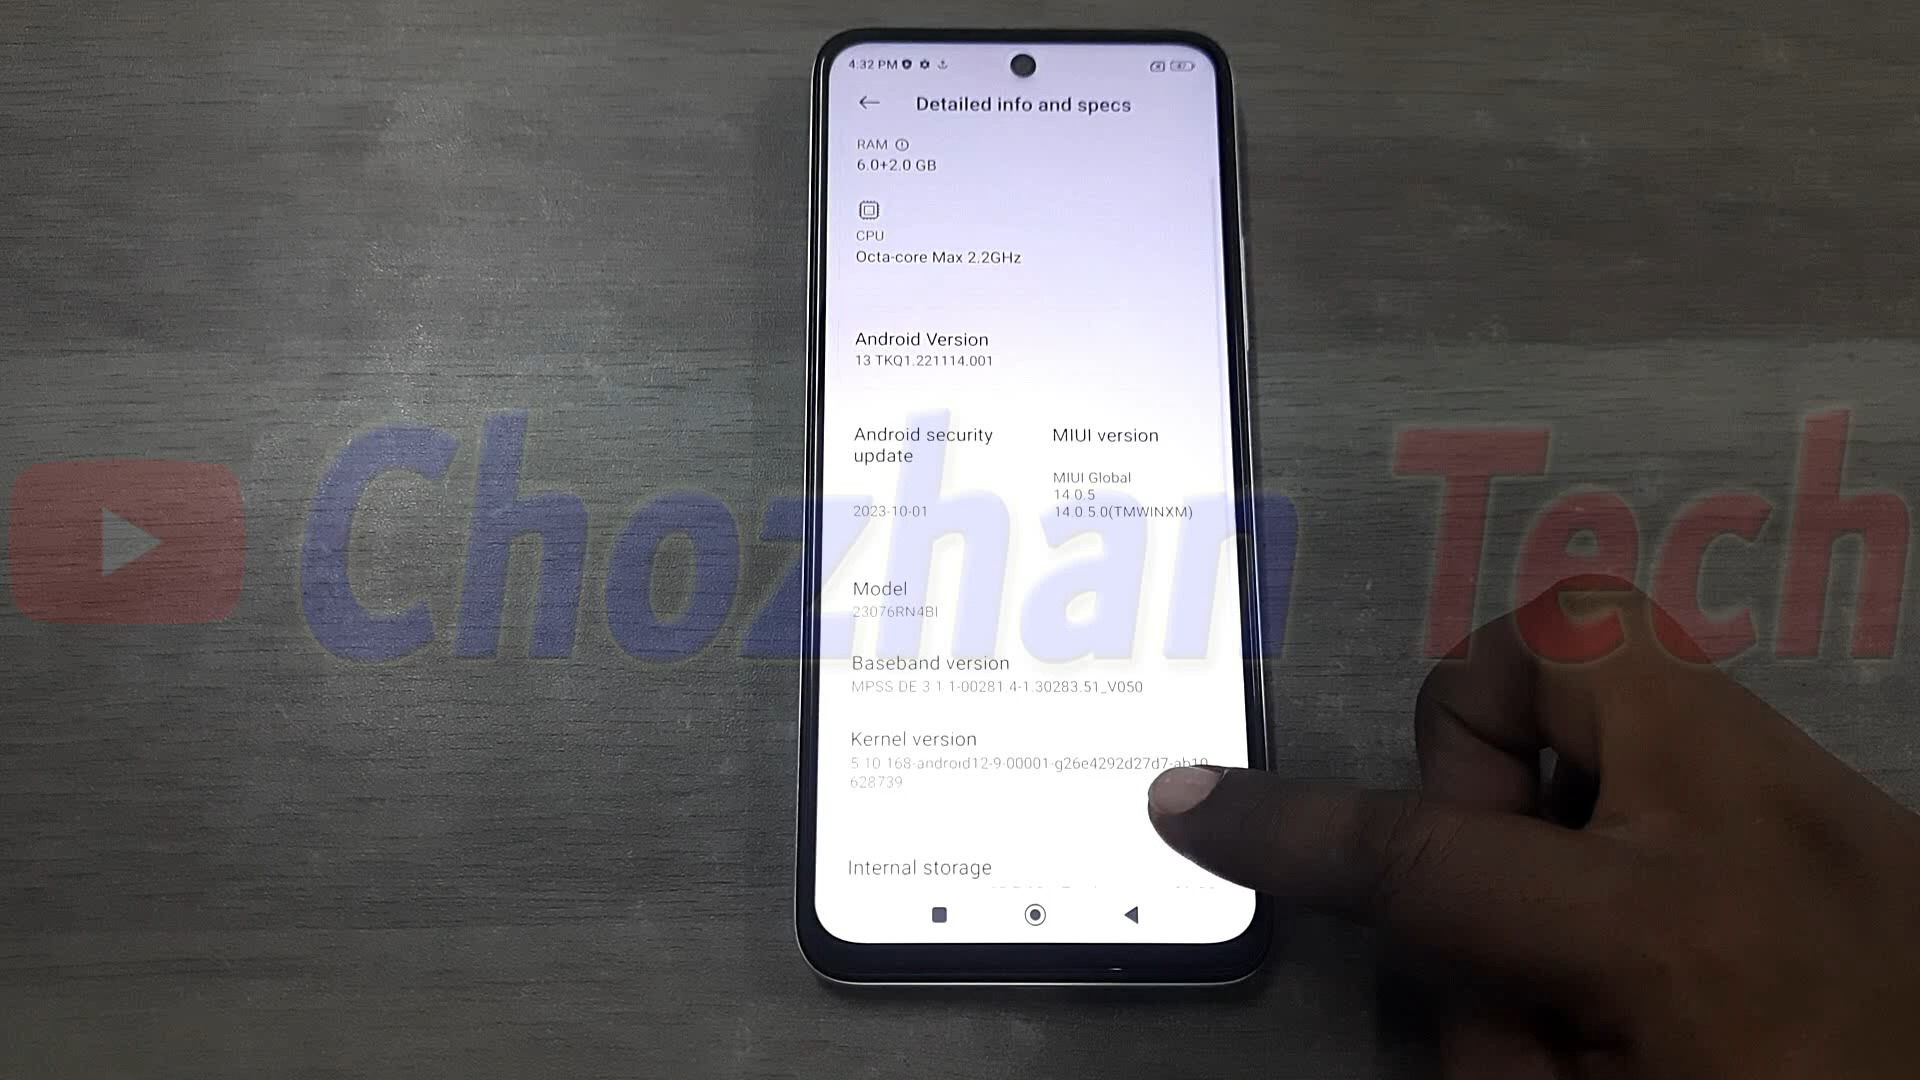 4:32 PM
Detailed info and specs
RAM
6.0+2.0 GB
CPU
Octa-core Max 2.2GHz
Android Version
13 TKQ1.221114.001
Android security
update
2023-10-01
MIUI version
MIUI Global
14.0.5
14.0.5.0(TMWINXM)
Chozhan Tech
Model
23076RN4BI
Baseband version
MPSS DE 3 1 1-00281 4-1.30283.51_V050
Kernel version
5 10 168-android12-9-00001-g26e4292d27d7-ab10
628739
Internal storage